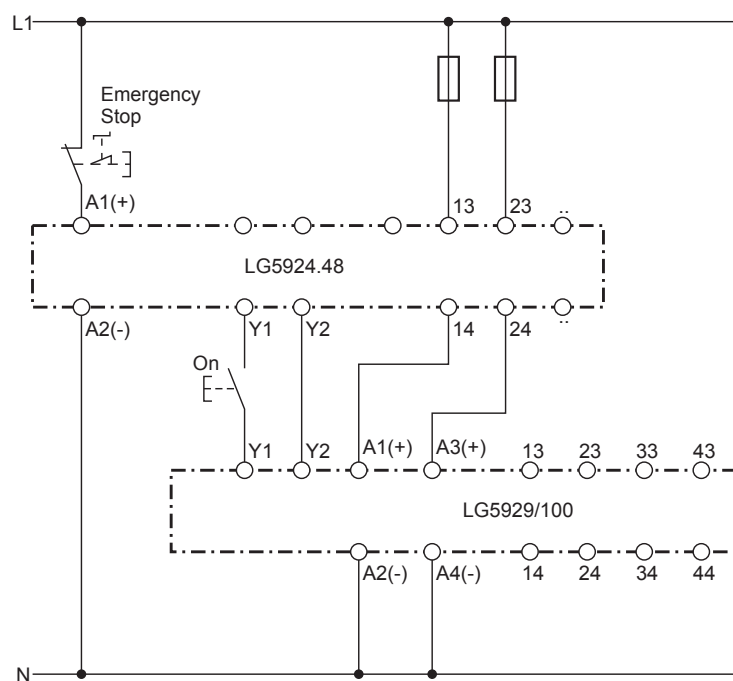 L1
Emergency
Stop
A1(+)
13
23
..
LG5924.48
A2(-)
Y1
Y2
14
24
..
On
Y1
Y2
A1(+)
A3(+)
13
23
33
43
LG5929/100
A2(-)
A4(-)
14
24
34
44
N